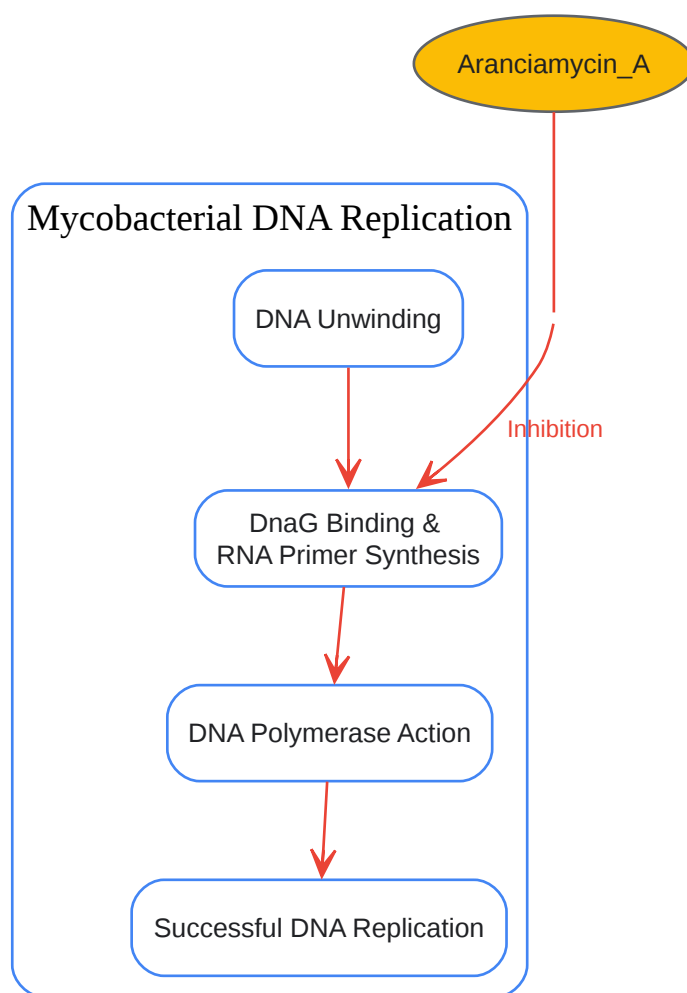 Aranciamycin_A
Mycobacterial DNA Replication
DNA Unwinding
Inhibition
DnaG Binding &
RNA Primer Synthesis
DNA Polymerase Action
Successful DNA Replication